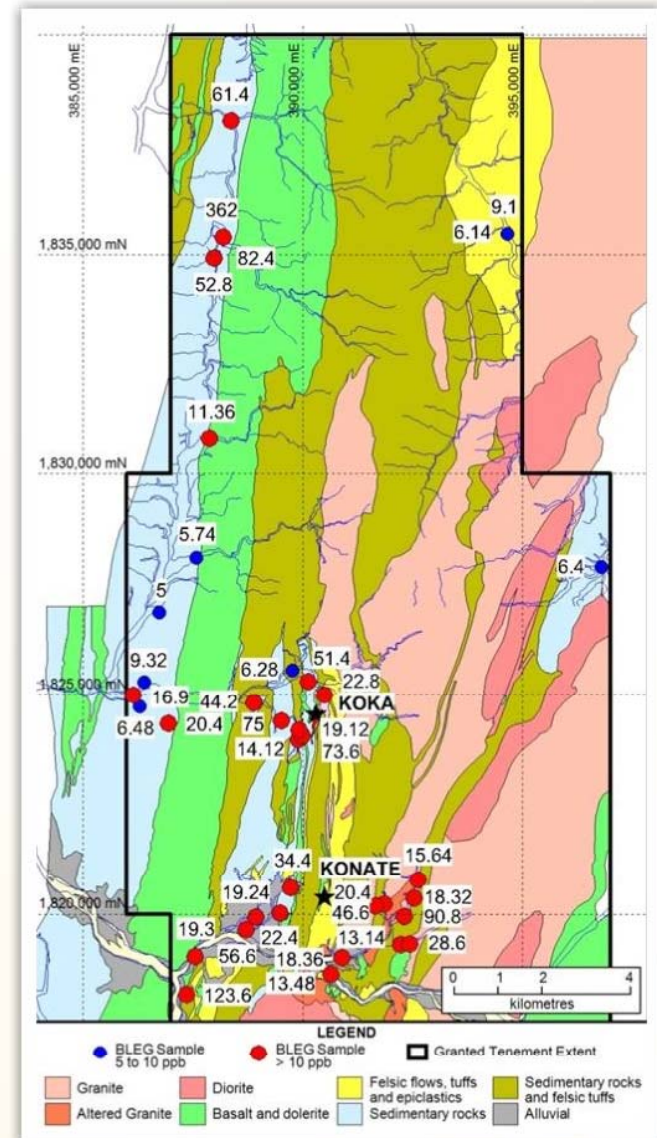 385,000 mE
390,000 mE
395,000 mE
61.4
362
9.1
6.14
1,835,000 mN
82.4
52.8
11.36
1,830,000 mN
5.74
6.4
5
9.32
6.28
51.4
1,825,000 mN
16.9
44.2
22.8
KOKA
6.48
20.4
75
19.12
14.12
73.6
34.4
KONATE
15.64
19.24
20.4
18.32
1,820,000 mN
46.6
90.8
19.3
22.4
13.14
28.6
56.6
18.36
13.48
123.6
0 2 4
kilometres
LEGEND
BLEG Sample
5 to 10 ppb
BLEG Sample
> 10 ppb
Granted Tenement Extent
Granite
Diorite
Felsic flows, tuffs
and epiclastics
Sedimentary rocks
and felsic tuffs
Altered Granite
Basalt and dolerite
Sedimentary rocks
Alluvial